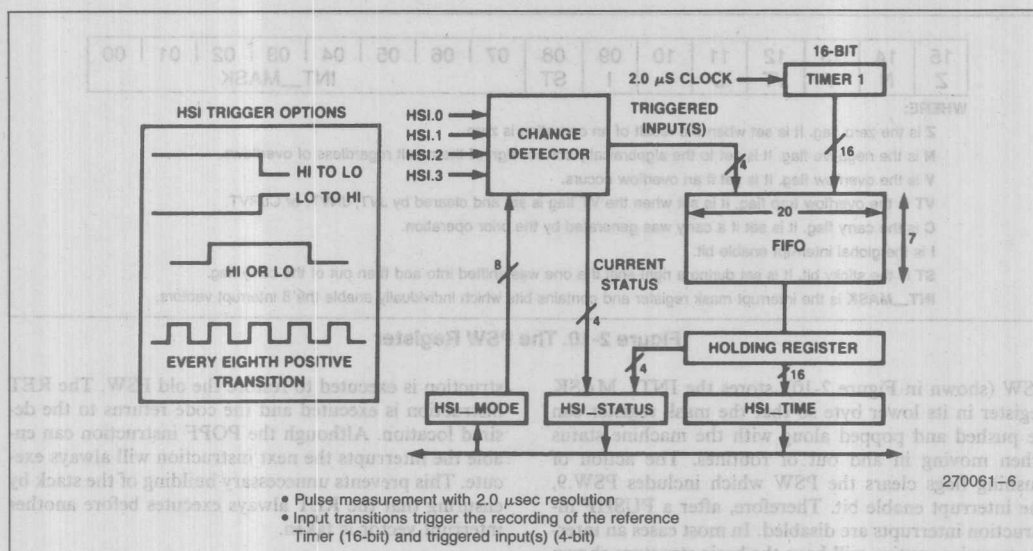 16-BIT
2.0 µS CLOCK
TIMER 1
HSI TRIGGER OPTIONS
HI TO LO
LO TO HI
HI OR LO
EVERY EIGHTH POSITIVE
TRANSITION
HSI.0
HSI.1
HSI.2
HSI.3
CHANGE
DETECTOR
TRIGGERED
INPUT(S)
4
16
20
FIFO
7
8
CURRENT
STATUS
4
HOLDING REGISTER
4
16
HSI__MODE
HSI__STATUS
HSI__TIME
270061–6
• Pulse measurement with 2.0 µsec resolution
• Input transitions trigger the recording of the reference
Timer (16-bit) and triggered input(s) (4-bit)